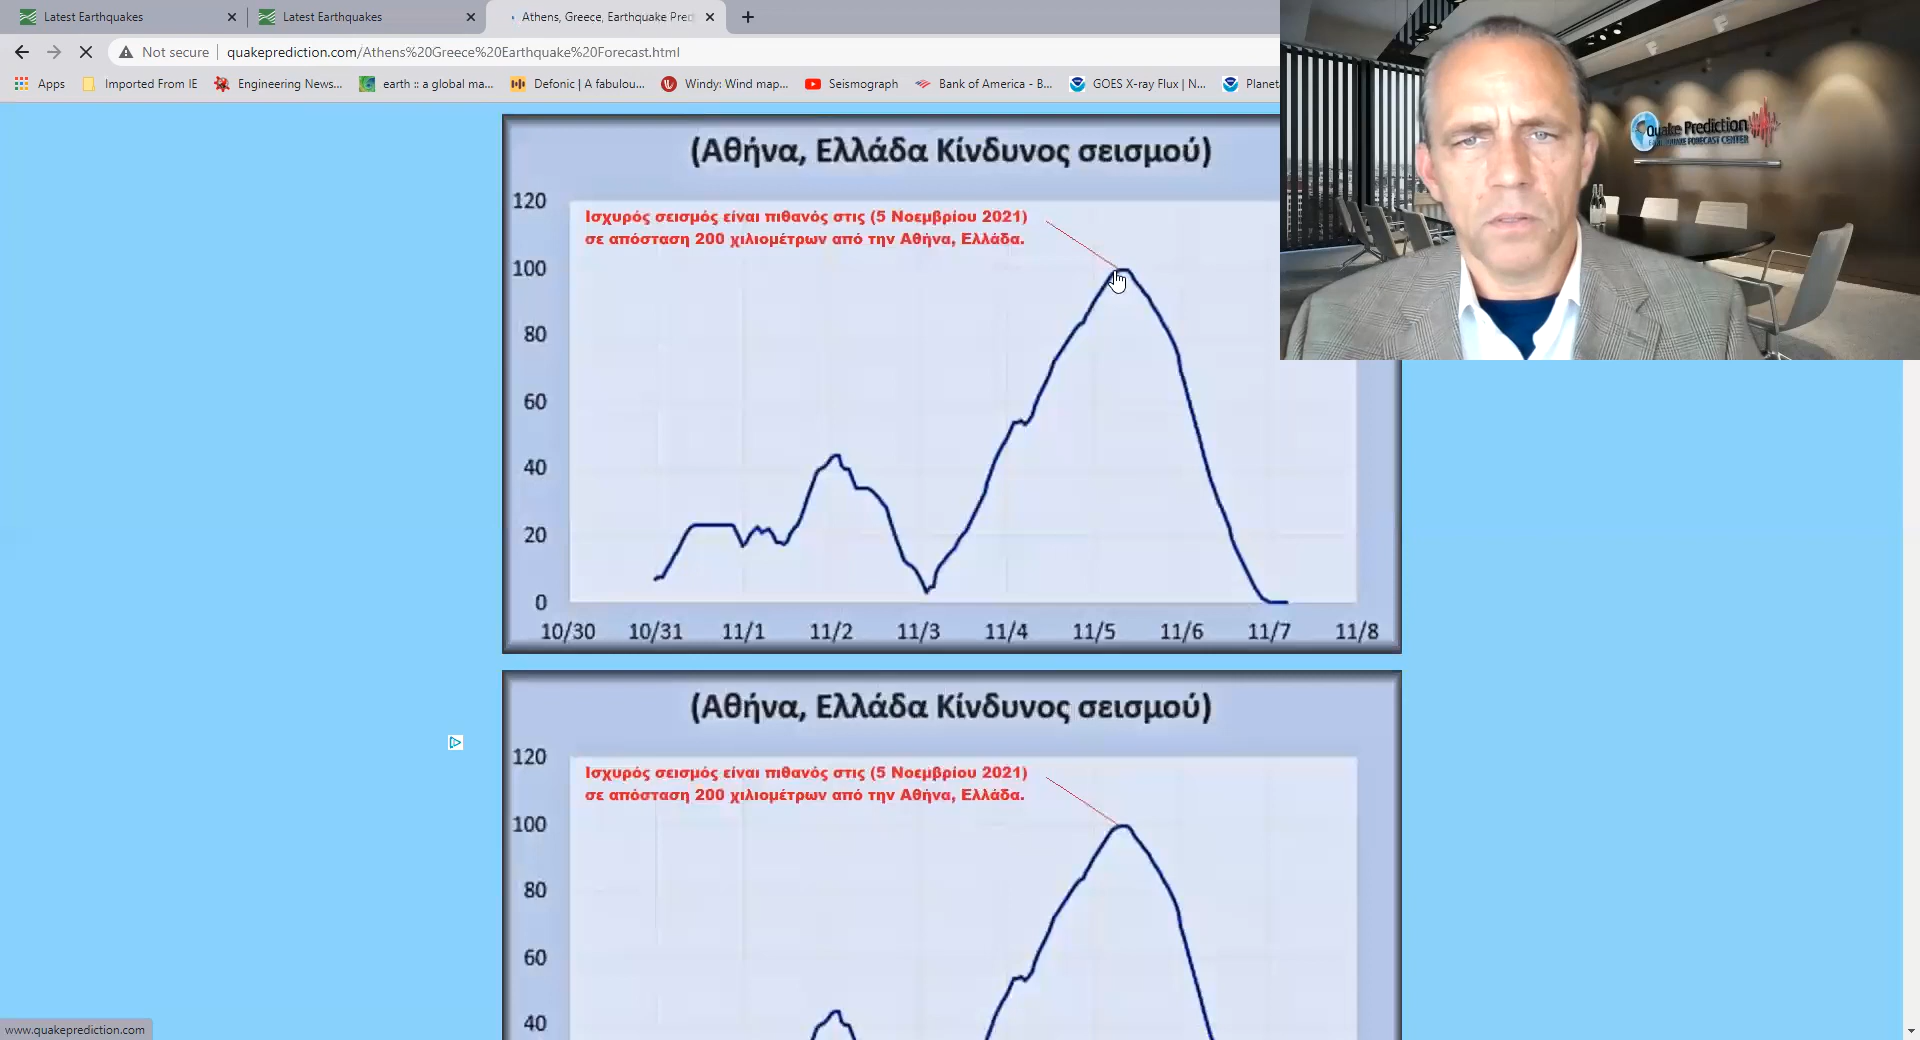 Latest Earthquakes
Latest Earthquakes
Athens, Greece, Earthquake Pred
Not secure
quakeprediction.com/Athens%20Greece%20Earthquake%20Forecast.html
Apps
Imported From IE
Engineering News...
earth :: a global ma...
Defonic | A fabulou...
Windy: Wind map...
Seismograph
Bank of America - B...
GOES X-ray Flux | N...
Planet
Quake Prediction
EARTHQUAKE FORECAST CENTER
(Αθήνα, Ελλάδα Κίνδυνος σεισμού)
Ισχυρός σεισμός είναι πιθανός στις (5 Νοεμβρίου 2021)
σε απόσταση 200 χιλιομέτρων από την Αθήνα, Ελλάδα.
120
100
80
60
40
20
0
10/30 10/31 11/1 11/2 11/3 11/4 11/5 11/6 11/7 11/8
(Αθήνα, Ελλάδα Κίνδυνος σεισμού)
Ισχυρός σεισμός είναι πιθανός στις (5 Νοεμβρίου 2021)
σε απόσταση 200 χιλιομέτρων από την Αθήνα, Ελλάδα.
120
100
80
60
40
www.quakeprediction.com